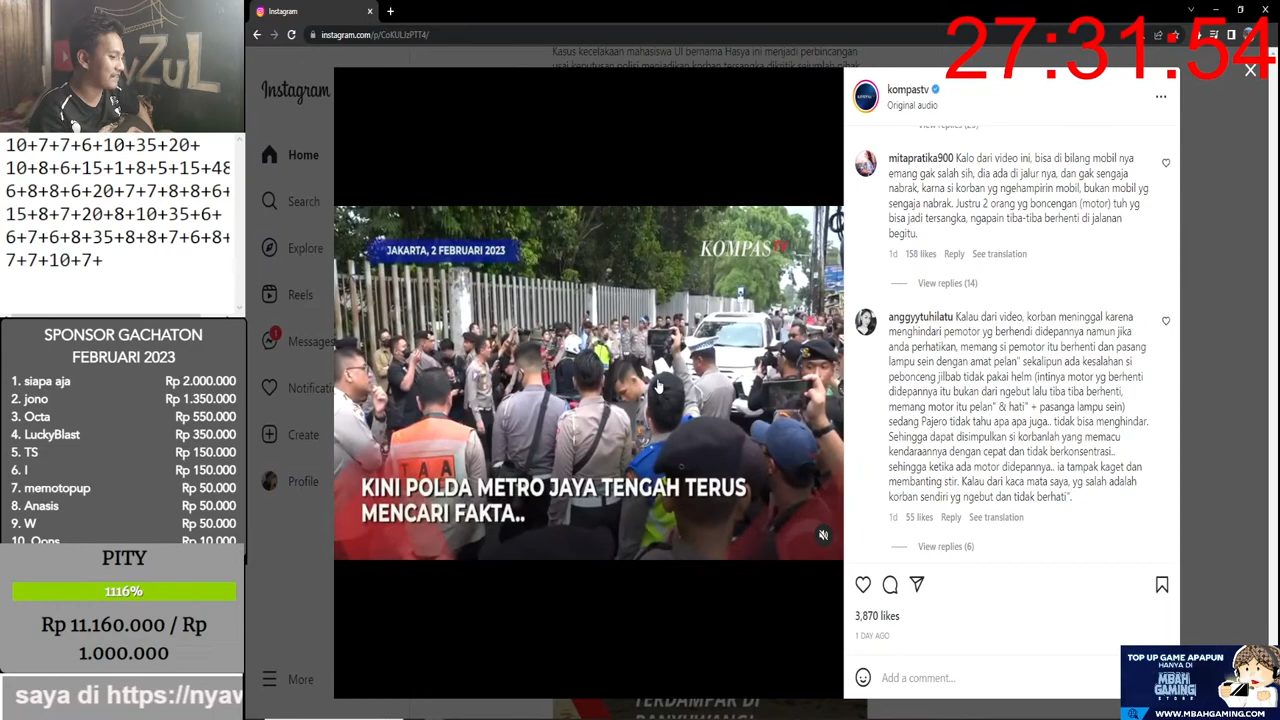 Instagram
instagram.com/p/CoKULIzPTT4/
27:31:54
Kasus kecelakaan mahasiswa UI bernama Hasya ini menjadi perbincangan
10+7+7+6+10+35+20+
10+8+6+15+1+8+5+15+48
6+8+8+6+20+7+7+8+8+6+
15+8+7+20+8+10+35+6+
6+7+6+8+35+8+8+7+6+8+
7+7+10+7+
SPONSOR GACHATON
FEBRUARI 2023
1. siapa aja Rp 2.000.000
2. jono Rp 1.350.000
3. Octa Rp 550.000
4. LuckyBlast Rp 350.000
5. TS Rp 150.000
6. I Rp 150.000
7. memotopup Rp 50.000
8. Anasis Rp 50.000
9. W Rp 50.000
10. Oops Rp 10.000
PITY
1116%
Rp 11.160.000 / Rp
1.000.000
saya di https://nyaw
Instagram
Home
Search
Explore
Reels
1
Messages
Notificati
Create
Profile
More
JAKARTA, 2 FEBRUARI 2023
KOMPASTV
KINI POLDA METRO JAYA TENGAH TERUS
MENCARI FAKTA..
kompastv
Original audio
mitapratika900 Kalo dari video ini, bisa di bilang mobil nya
emang gak salah sih, dia ada di jalur nya, dan gak sengaja
nabrak, karna si korban yg ngehampirin mobil, bukan mobil yg
sengaja nabrak. Justru 2 orang yg boncengan (motor) tuh yg
bisa jadi tersangka, ngapain tiba-tiba berhenti di jalanan
begitu.
1d 158 likes Reply See translation
View replies (14)
anggyytuhilatu Kalau dari video, korban meninggal karena
menghindari pemotor yg berhendi didepannya namun jika
anda perhatikan, memang si pemotor itu berhenti dan pasang
lampu sein dengan amat pelan" sekalipun ada kesalahan si
pebonceng jilbab tidak pakai helm (intinya motor yg berhenti
didepannya itu bukan dari ngebut lalu tiba tiba berhenti,
memang motor itu pelan" & hati" + pasanga lampu sein)
sedang Pajero tidak tahu apa apa juga.. tidak bisa menghindar.
Sehingga dapat disimpulkan si korbanlah yang memacu
kendaraannya dengan cepat dan tidak berkonsentrasi..
sehingga ketika ada motor didepannya.. ia tampak kaget dan
membanting stir. Kalau dari kaca mata saya, yg salah adalah
korban sendiri yg ngebut dan tidak berhati".
1d 55 likes Reply See translation
View replies (6)
3,870 likes
1 DAY AGO
Add a comment...
TERDAMPAR DI
TOP UP GAME APAPUN
HANYA DI
MBAH
GAMING
STORE
WWW.MBAHGAMING.COM